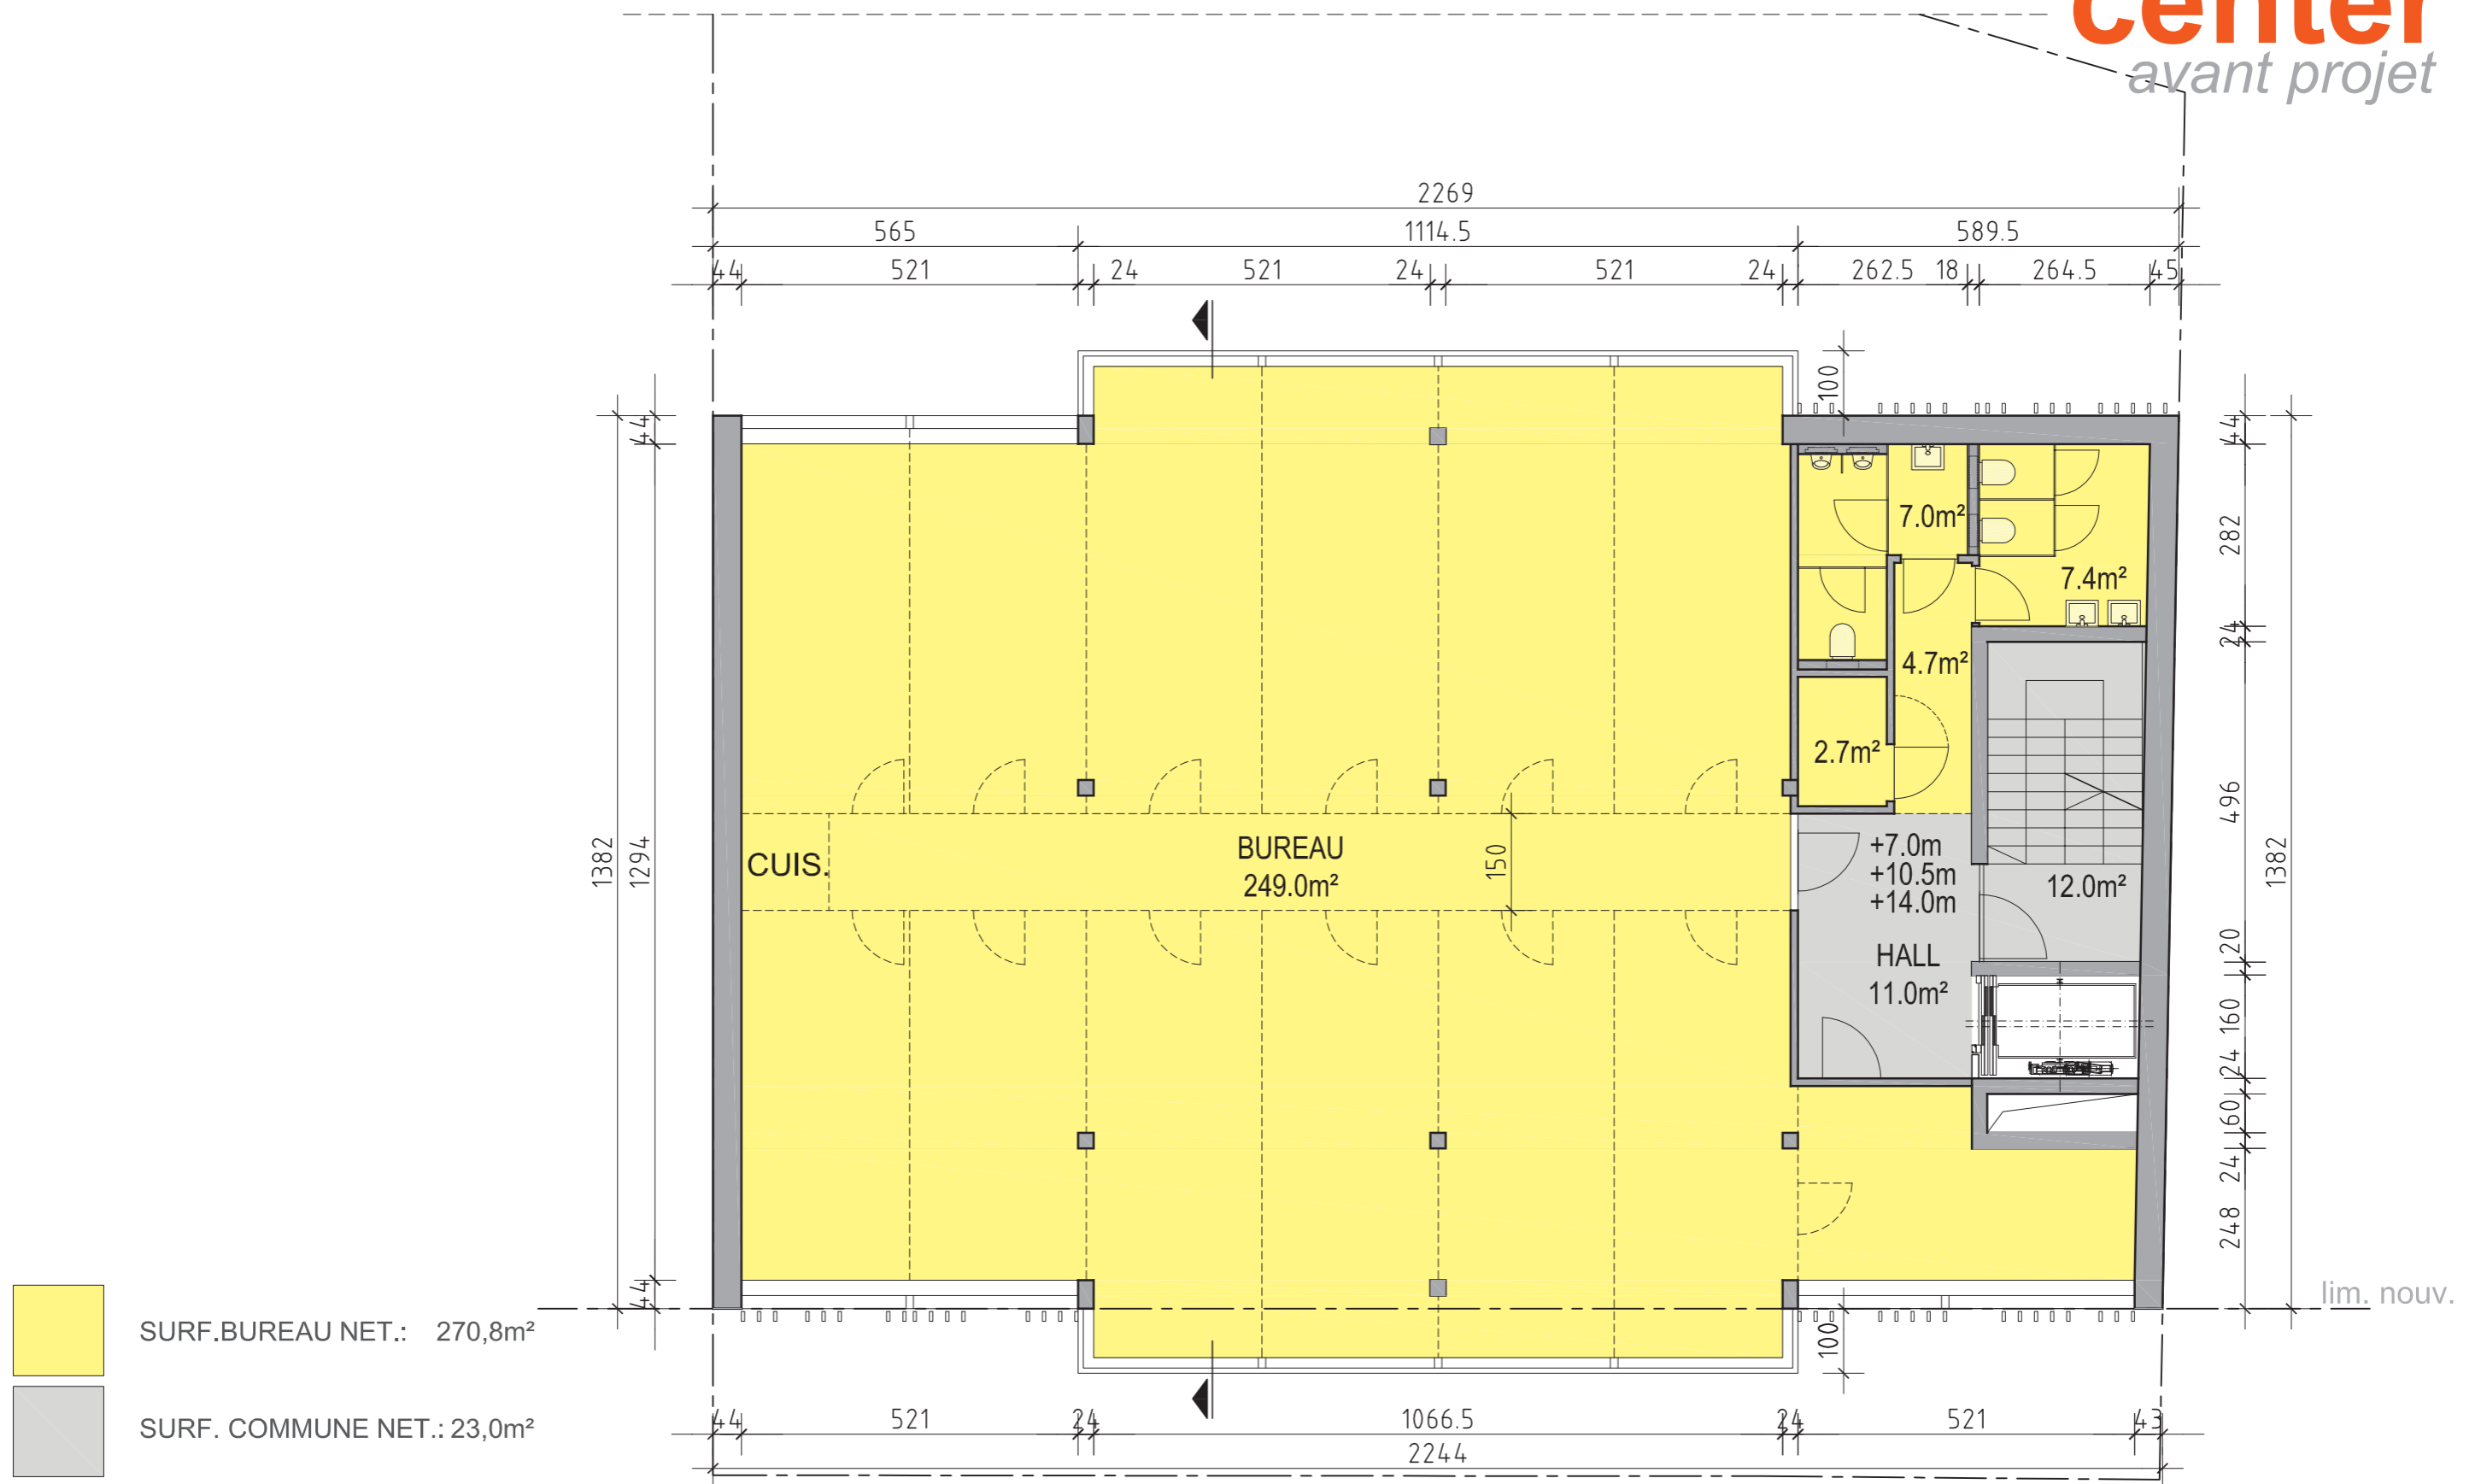 center
avant projet
2269
565 1114.5 589.5
44 521 24 521 24 521 24 262.5 18 264.5 45
100
44
44
7.0m²
282
7.4m²
24
4.7m²
2.7m²
496
1382
1294
CUIS.
BUREAU
249.0m²
150
+7.0m
+10.5m
+14.0m
12.0m²
1382
HALL
11.0m²
20
160
24
60
24
248
44
lim. nouv.
100
SURF.BUREAU NET.: 270,8m²
SURF. COMMUNE NET.: 23,0m²
44 521 24 1066.5 24 521 43
2244